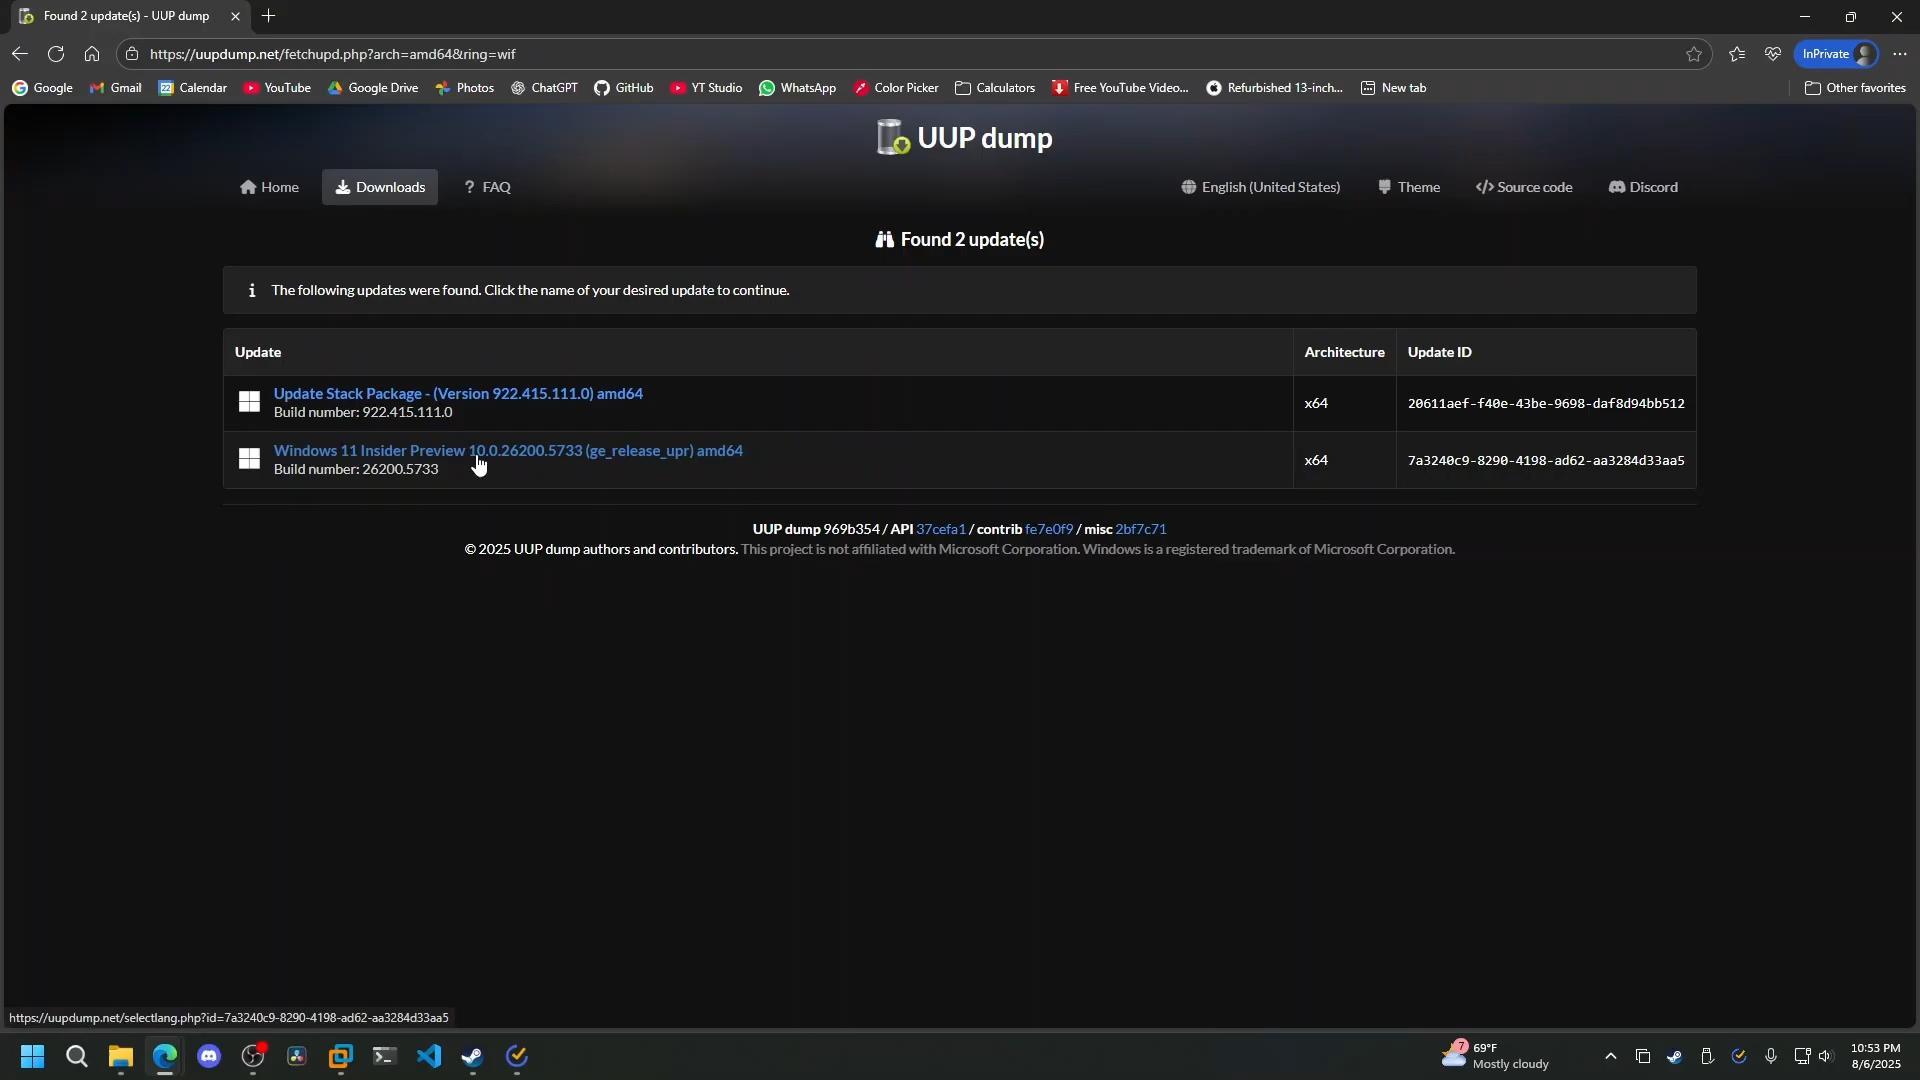 Found 2 update(s) - UUP dump
https://uupdump.net/fetchupd.php?arch=amd64&ring=wif
InPrivate
Google
Gmail
Calendar
YouTube
Google Drive
Photos
ChatGPT
GitHub
YT Studio
WhatsApp
Color Picker
Calculators
Free YouTube Video...
Refurbished 13-inch...
New tab
Other favorites
UUP dump
Home
Downloads
? FAQ
English (United States)
Theme
</> Source code
Discord
Found 2 update(s)
i The following updates were found. Click the name of your desired update to continue.
Update Architecture Update ID
Update Stack Package - (Version 922.415.111.0) amd64
Build number: 922.415.111.0
x64
20611aef-f40e-43be-9698-daf8d94bb512
Windows 11 Insider Preview 10.0.26200.5733 (ge_release_upr) amd64
Build number: 26200.5733
x64
7a3240c9-8290-4198-ad62-aa3284d33aa5
UUP dump 969b354 / API 37cefa1 / contrib fe7e0f9 / misc 2bf7c71
© 2025 UUP dump authors and contributors. This project is not affiliated with Microsoft Corporation. Windows is a registered trademark of Microsoft Corporation.
https://uupdump.net/selectlang.php?id=7a3240c9-8290-4198-ad62-aa3284d33aa5
7
69°F
Mostly cloudy
10:53 PM
8/6/2025